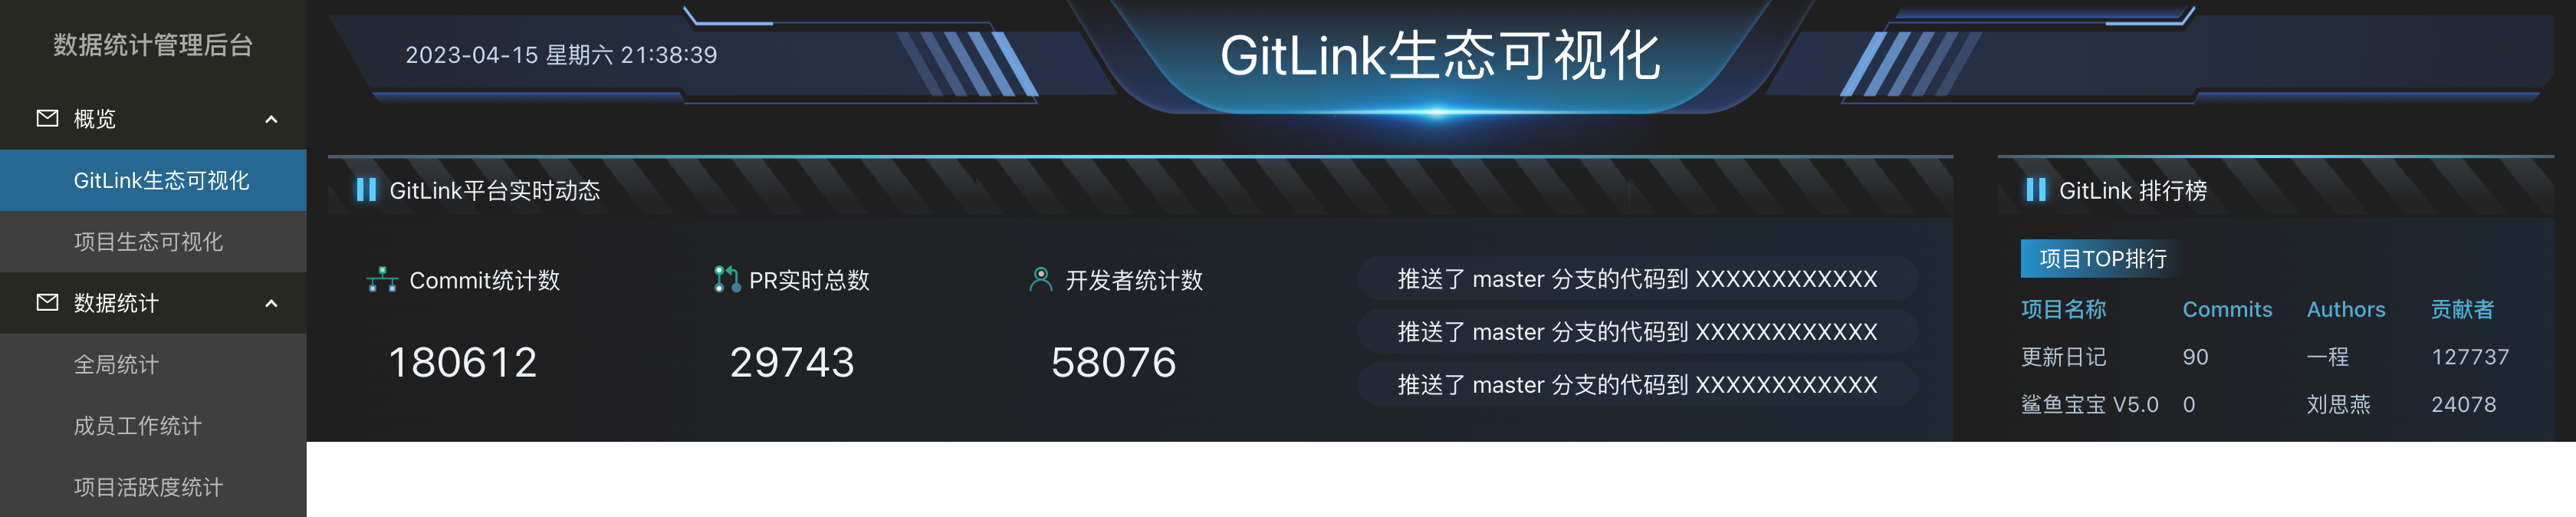 数据统计管理后台
概览
GitLink生态可视化
项目生态可视化
数据统计
全局统计
成员工作统计
项目活跃度统计
2023-04-15 星期六 21:38:39
GitLink生态可视化
GitLink平台实时动态
Commit统计数
180612
PR实时总数
29743
开发者统计数
58076
推送了 master 分支的代码到 XXXXXXXXXXXX
推送了 master 分支的代码到 XXXXXXXXXXXX
推送了 master 分支的代码到 XXXXXXXXXXXX
GitLink 排行榜
项目TOP排行
项目名称 Commits Authors 贡献者
更新日记 90 一程 127737
鲨鱼宝宝 V5.0 0 刘思燕 24078